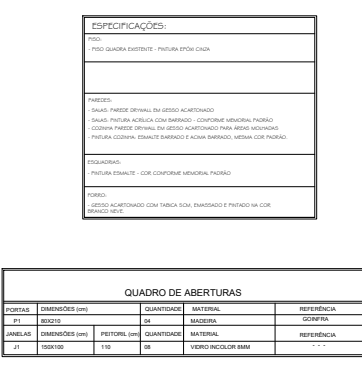 ESPECIFICAÇÕES:
PISO:
- PISO QUADRA EXISTENTE - PINTURA EPÓXI CINZA
PAREDES:
- SALAS: PAREDE DRYWALL EM GESSO ACARTONADO
- SALAS: PINTURA ACRÍLICA COM BARRADO - CONFORME MEMORIAL PADRÃO
- COZINHA PAREDE DRYWALL EM GESSO ACARTONADO PARA ÁREAS MOLHADAS
- PINTURA COZINHA: ESMALTE BARRADO E ACIMA BARRADO, MESMA COR PADRÃO.
ESQUADRIAS:
- PINTURA ESMALTE - COR CONFORME MEMORIAL PADRÃO
FORRO:
- GESSO ACARTONADO COM TABICA 5CM, EMASSADO E PINTADO NA COR
BRANCO NEVE.
QUADRO DE ABERTURAS
PORTAS DIMENSÕES (cm) QUANTIDADE MATERIAL REFERÊNCIA
P1 80X210 04 MADEIRA GOINFRA
JANELAS DIMENSÕES (cm) PEITORIL (cm) QUANTIDADE MATERIAL REFERÊNCIA
J1 150X100 110 08 VIDRO INCOLOR 8MM - - -